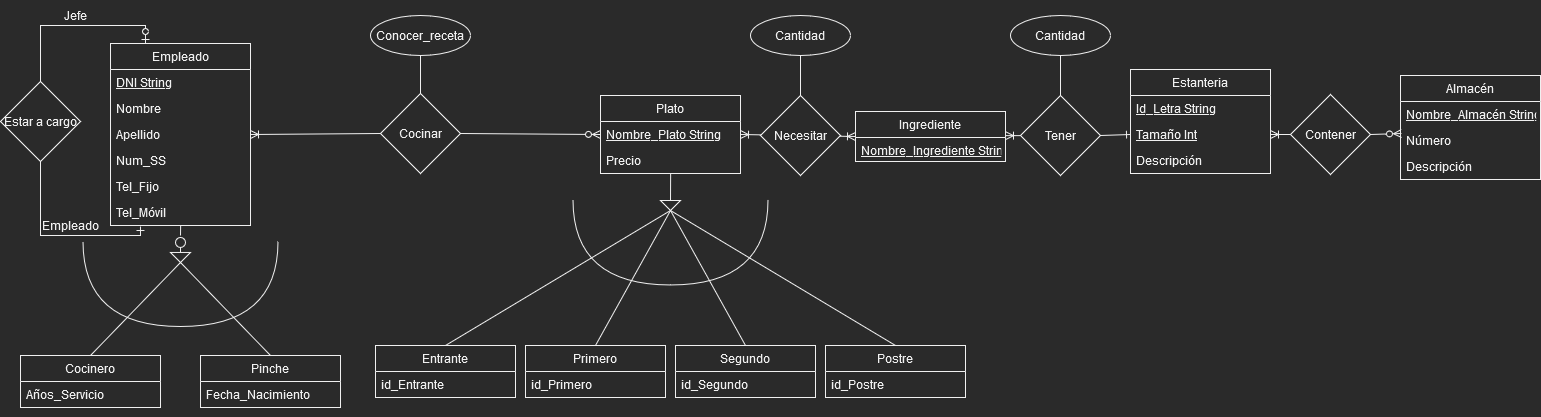 Jefe
Estar a cargo
Empleado
Empleado
DNI String
Nombre
Apellido
Num_SS
Tel_Fijo
Tel_Móvil
Cocinero
Años_Servicio
Pinche
Fecha_Nacimiento
Conocer_receta
Cocinar
Plato
Nombre_Plato String
Precio
Entrante
id_Entrante
Primero
id_Primero
Segundo
id_Segundo
Postre
id_Postre
Cantidad
Necesitar
Ingrediente
Nombre_Ingrediente Strin
Cantidad
Tener
Estanteria
Id_Letra String
Tamaño Int
Descripción
Contener
Almacén
Nombre_Almacén String
Número
Descripción